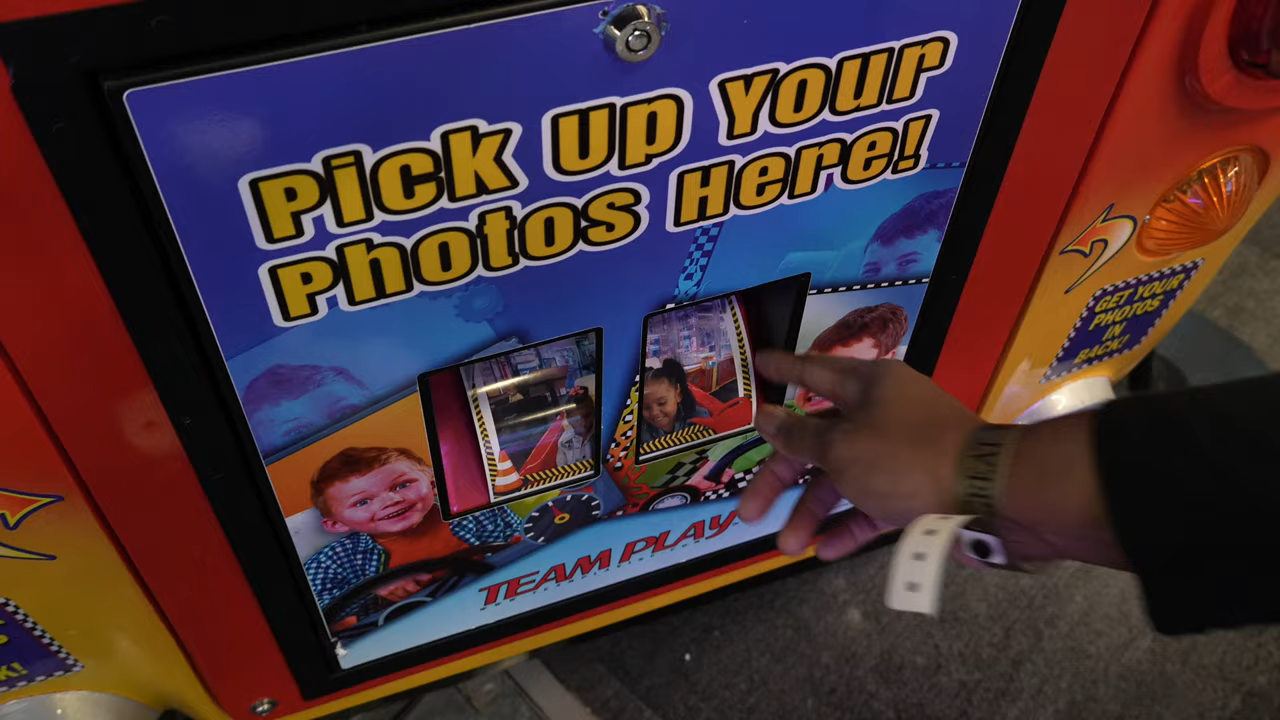 Pick Up Your
Photos Here!
GET YOUR
PHOTOS
IN
BACK!
TEAM PLAY